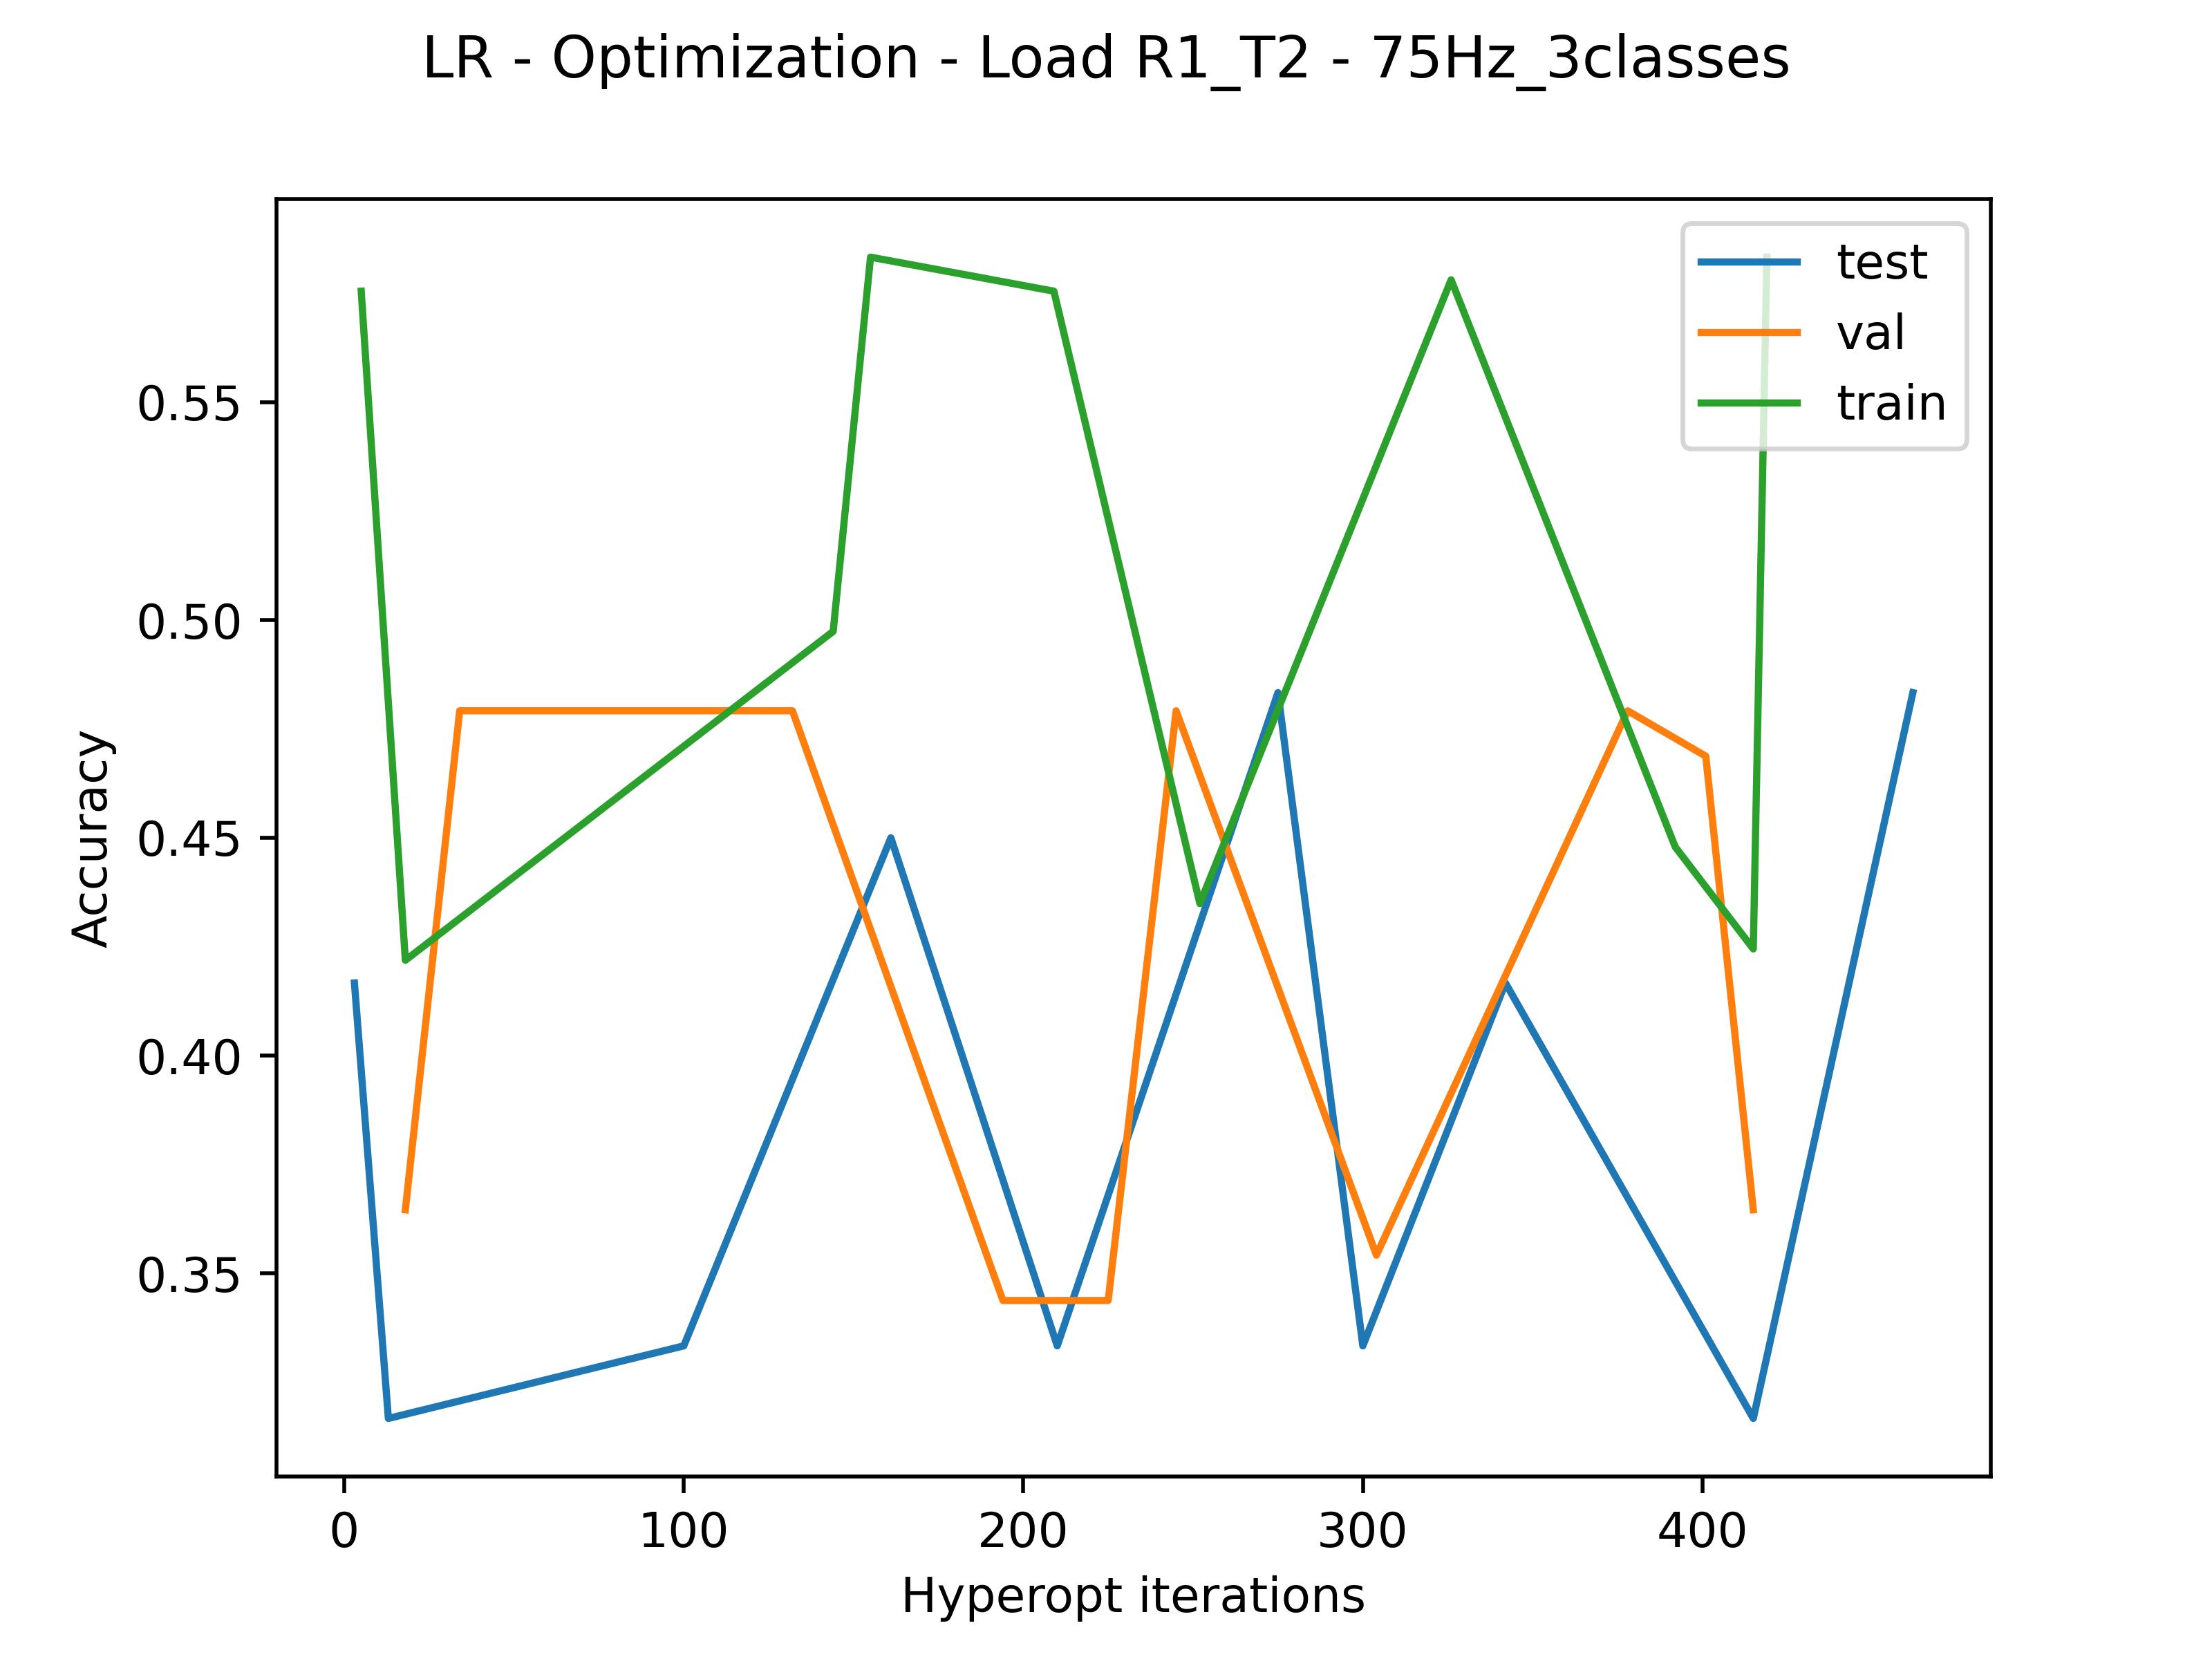 LR - Optimization - Load R1_T2 - 75Hz_3classes
test
val
train
0.55
0.50
0.45
0.40
0.35
Accuracy
0 100 200 300 400
Hyperopt iterations